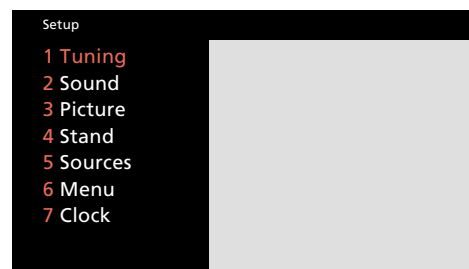 Setup
1 Tuning
2 Sound
3 Picture
4 Stand
5 Sources
6 Menu
7 Clock